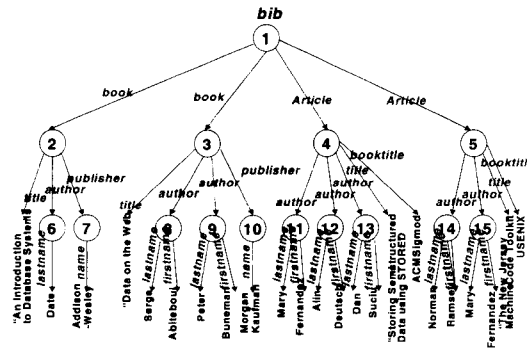 bib
1
book
book
Article
Article
2
3
4
5
title
author
publisher
title
author
author
publisher
author
author
author
title
booktitle
author
author
title
booktitle
6
7
8
9
10
11
12
13
14
15
lastname
name
lastname
firstname
lastname
firstname
name
lastname
firstname
lastname
firstname
lastname
firstname
lastname
firstname
lastname
firstname
"An Introduction
to Database Systems"
Date
Addison
-Wesley
"Data on the Web"
Berge
Abiteboul
Peter
Buneman
Morgan
Kaufman
Mary
Fernandez
Alin
Deutsch
Dan
Suciu
"Storing Semistructured
Data using STORED
ACMSigmod
Norman
Ramsey
Mary
Fernandez
"The New Jersey
MachineCode Toolkit